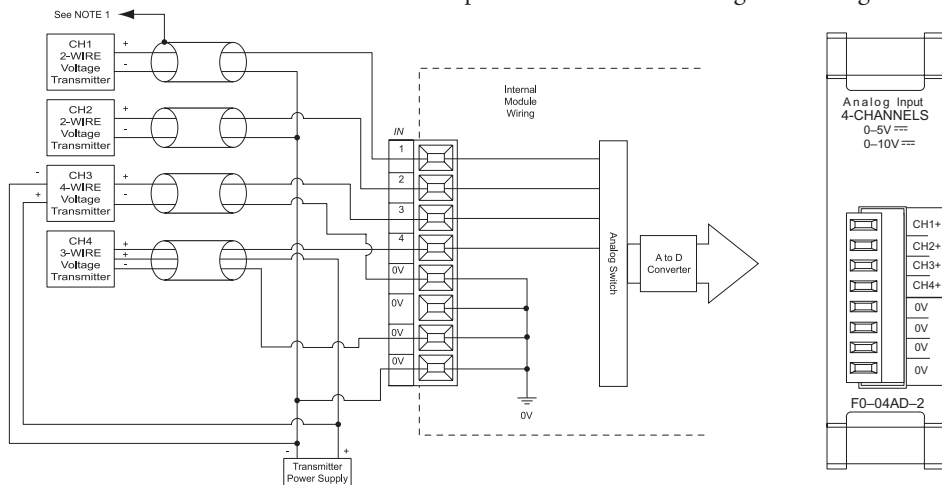 See NOTE 1
CH1
2–WIRE
Voltage
Transmitter
+
-
CH2
2–WIRE
Voltage
Transmitter
+
-
-
+
CH3
4–WIRE
Voltage
Transmitter
+
-
CH4
3–WIRE
Voltage
Transmitter
+
+
-
IN
1
2
3
4
0V
0V
0V
0V
Internal
Module
Wiring
Analog Switch
A to D
Converter
0V
-
+
Transmitter
Power Supply
Analog Input
4-CHANNELS
0–5V
0–10V
CH1+
CH2+
CH3+
CH4+
0V
0V
0V
0V
F0–04AD–2